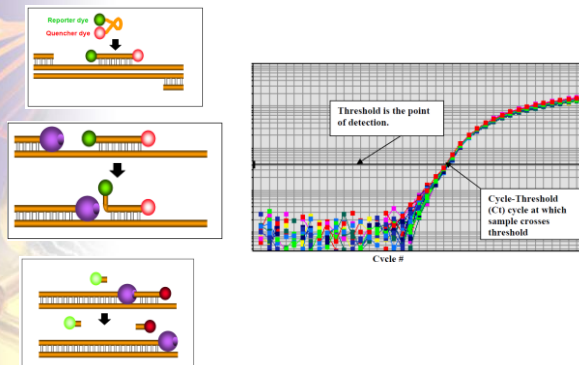 Reporter dye
Quencher dye
Threshold is the point
of detection.
Cycle-Threshold
(Ct) cycle at which
sample crosses
threshold
Cycle #